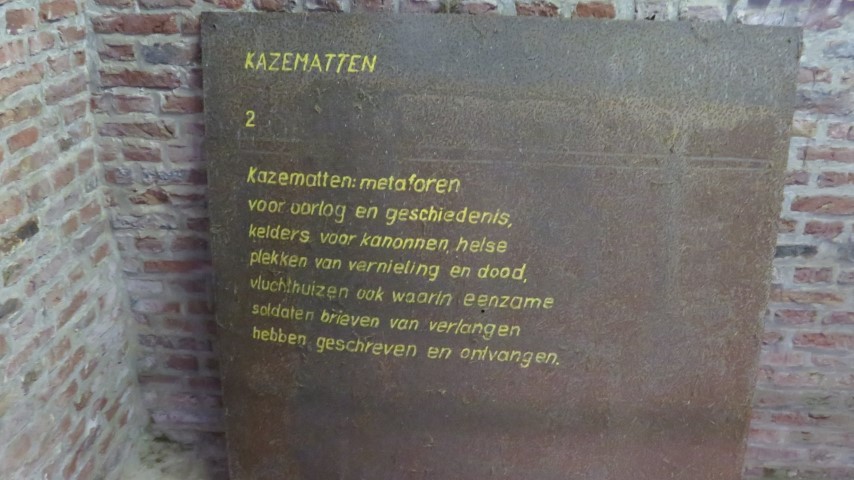 KAZEMATTEN
2
Kazematten: metaforen
voor oorlog en geschiedenis,
kelders voor kanonnen, helse
plekken van vernieling en dood,
vluchthuizen ook waarin eenzame
soldaten brieven van verlangen
hebben geschreven en ontvangen.